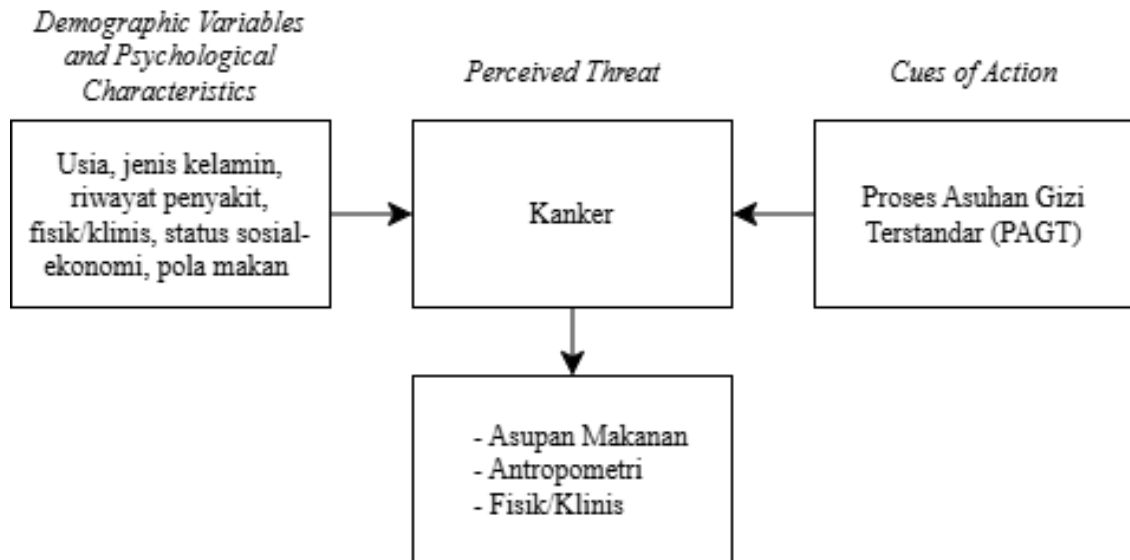 Demographic Variables
and Psychological
Characteristics
Perceived Threat
Cues of Action
Usia, jenis kelamin,
riwayat penyakit,
fisik/klinis, status sosial-
ekonomi, pola makan
Kanker
Proses Asuhan Gizi
Terstandar (PAGT)
- Asupan Makanan
- Antropometri
- Fisik/Klinis